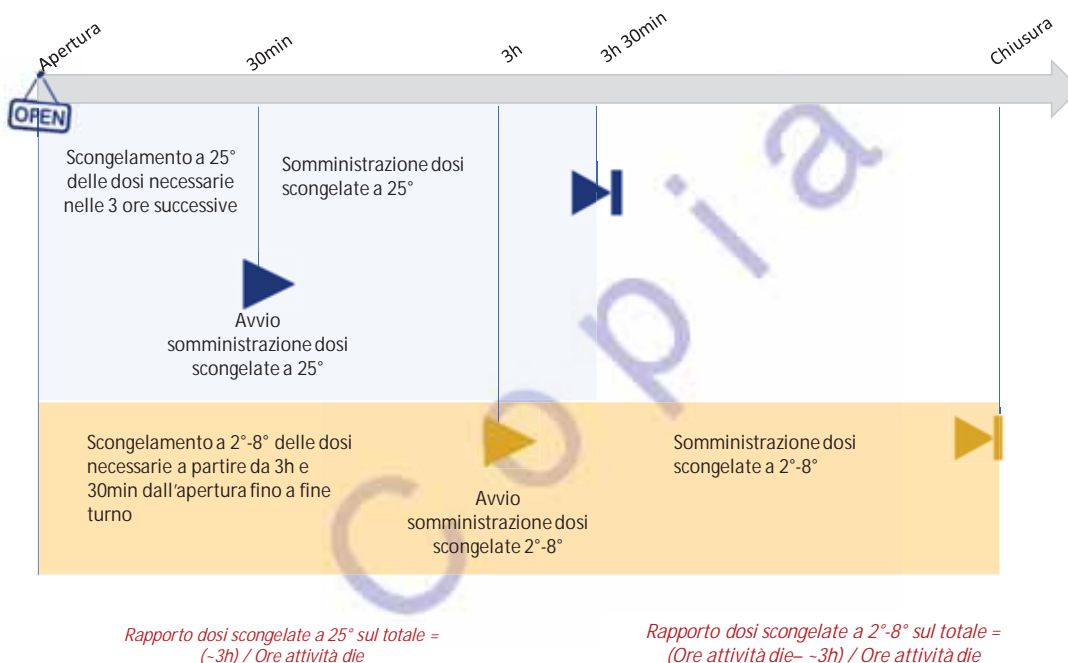 Apertura
30min
3h
3h 30min
Chiusura
OPEN
Scongelamento a 25°
delle dosi necessarie
nelle 3 ore successive
Somministrazione dosi
scongelate a 25°
Avvio
somministrazione dosi
scongelate a 25°
Scongelamento a 2°-8° delle dosi
necessarie a partire da 3h e
30min dall'apertura fino a fine
turno
Avvio
somministrazione dosi
scongelate 2°-8°
Somministrazione dosi
scongelate a 2°-8°
Copia
Rapporto dosi scongelate a 25° sul totale =
(~3h) / Ore attività die
Rapporto dosi scongelate a 2°-8° sul totale =
(Ore attività die– ~3h) / Ore attività die